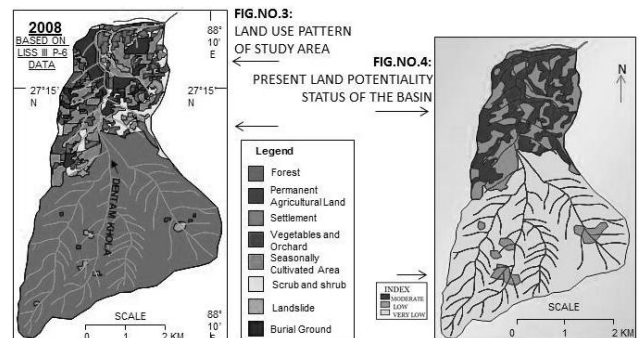 2008
BASED ON
LISS III P-6
DATA
88°
10'
E
27°15'
N
27°15'
N
DENTAM KHOLA
SCALE
0 1 2 KM
88°
10'
E
FIG.NO.3:
LAND USE PATTERN
OF STUDY AREA
FIG.NO.4:
PRESENT LAND POTENTIALITY
STATUS OF THE BASIN
Legend
Forest
Permanent
Agricultural Land
Settlement
Vegetables and
Orchard
Seasonally
Cultivated Area
Scrub and shrub
Landslide
Burial Ground
N
INDEX
MODERATE
LOW
VERY LOW
SCALE
0 1 2 KM